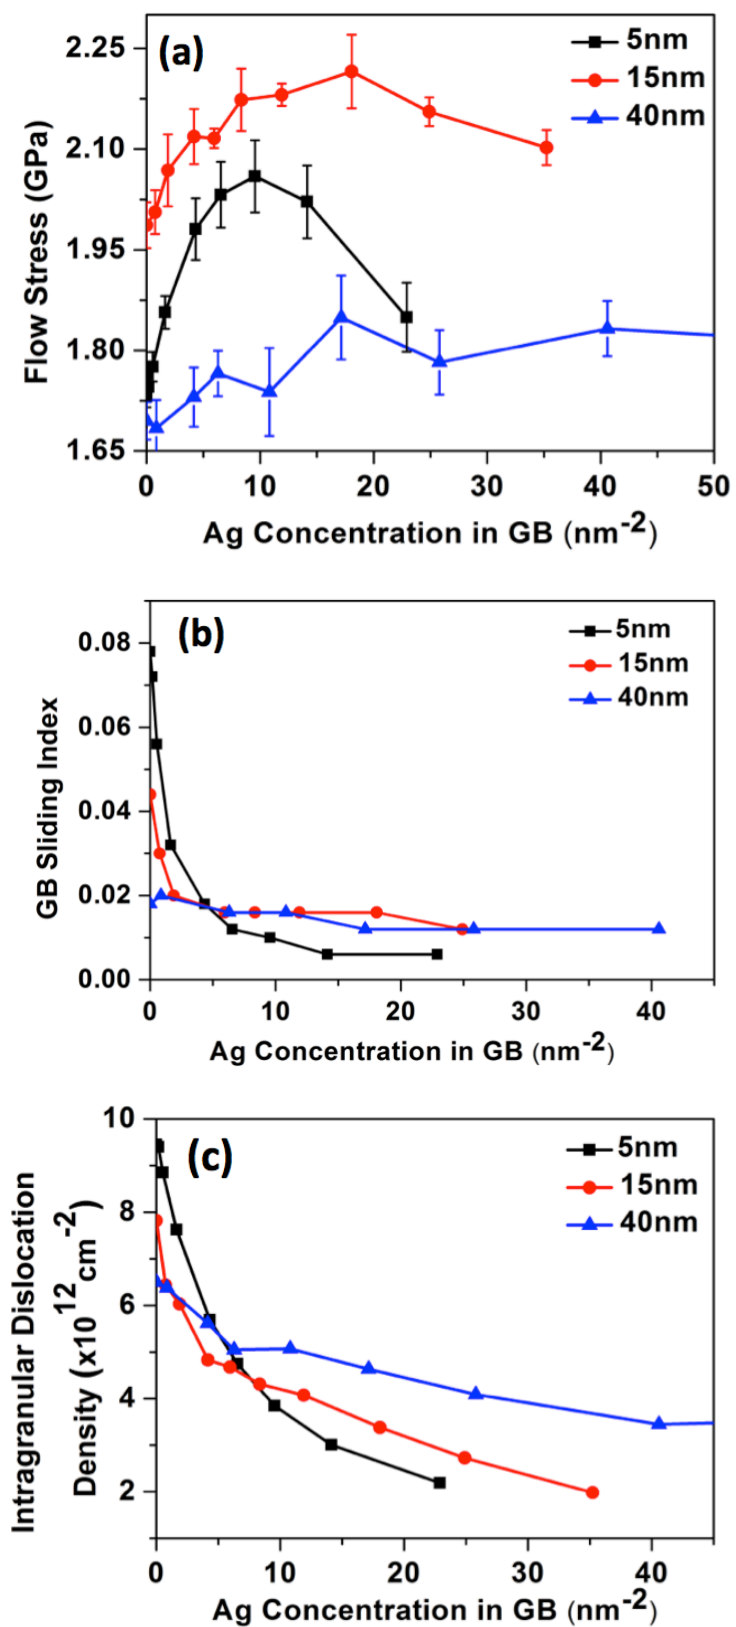 (a)
5nm
15nm
40nm
2.25
2.10
1.95
1.80
1.65
Flow Stress (GPa)
0 10 20 30 40 50
Ag Concentration in GB (nm-2)
(b)
5nm
15nm
40nm
0.08
0.06
0.04
0.02
0.00
GB Sliding Index
0 10 20 30 40
Ag Concentration in GB (nm-2)
(c)
5nm
15nm
40nm
10
8
6
4
2
Intragranular Dislocation
Density (x1012cm-2)
0 10 20 30 40
Ag Concentration in GB (nm-2)